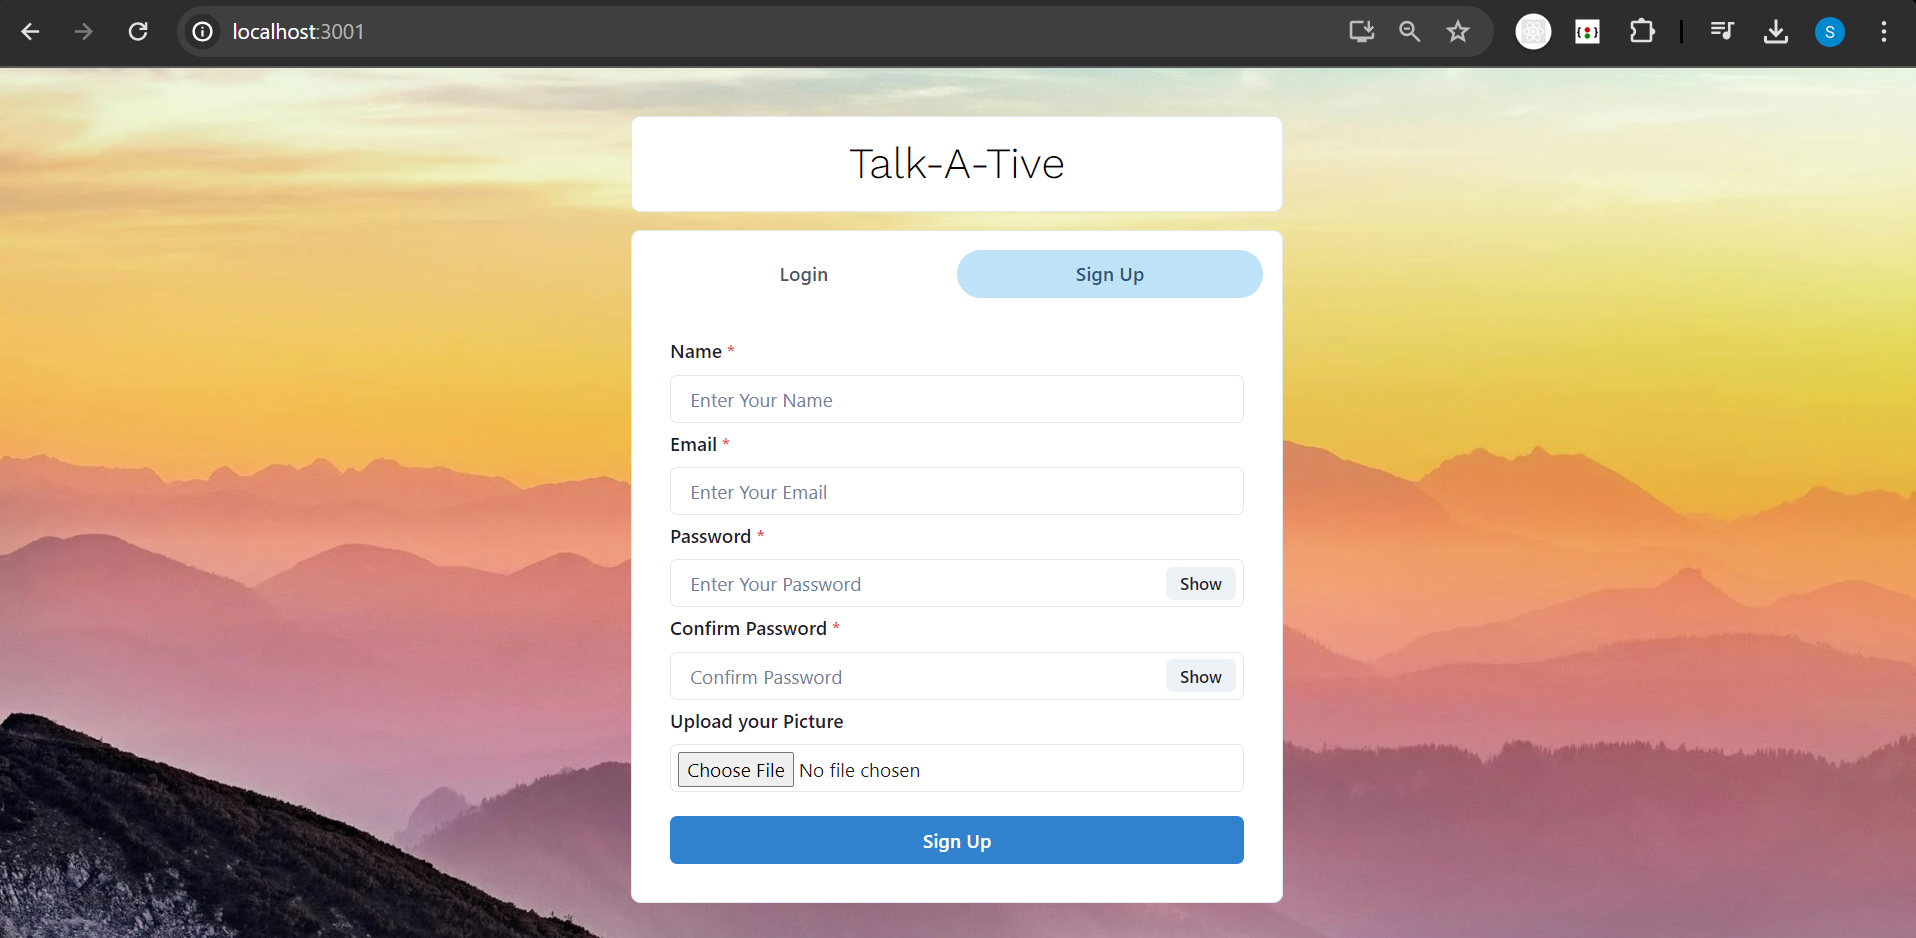 localhost:3001
S
Talk-A-Tive
Login
Sign Up
Name *
Enter Your Name
Email *
Enter Your Email
Password *
Enter Your Password
Show
Confirm Password *
Confirm Password
Show
Upload your Picture
Choose File No file chosen
Sign Up